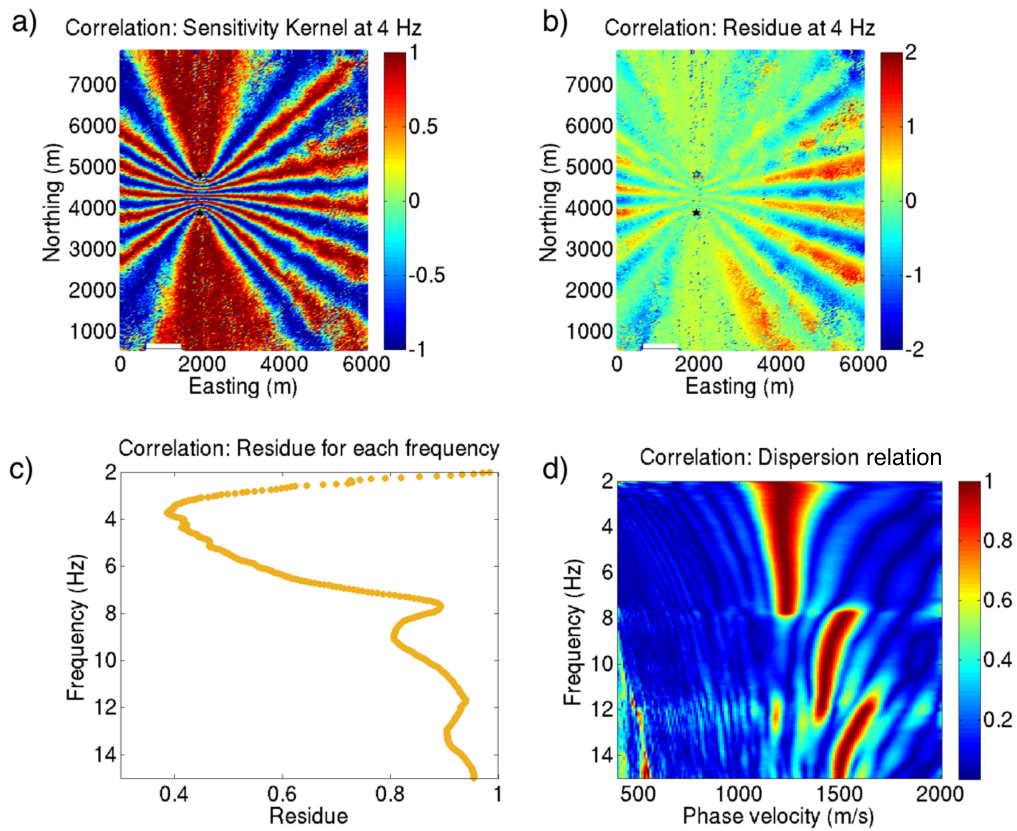 a)
Correlation: Sensitivity Kernel at 4 Hz
7000
6000
5000
4000
3000
2000
1000
Northing (m)
0 2000 4000 6000
Easting (m)
1
0.5
0
-0.5
-1
b)
Correlation: Residue at 4 Hz
7000
6000
5000
4000
3000
2000
1000
Northing (m)
0 2000 4000 6000
Easting (m)
2
1
0
-1
-2
c)
Correlation: Residue for each frequency
2
4
6
8
10
12
14
Frequency (Hz)
0.4 0.6 0.8 1
Residue
d)
Correlation: Dispersion relation
2
4
6
8
10
12
14
Frequency (Hz)
500 1000 1500 2000
Phase velocity (m/s)
1
0.8
0.6
0.4
0.2